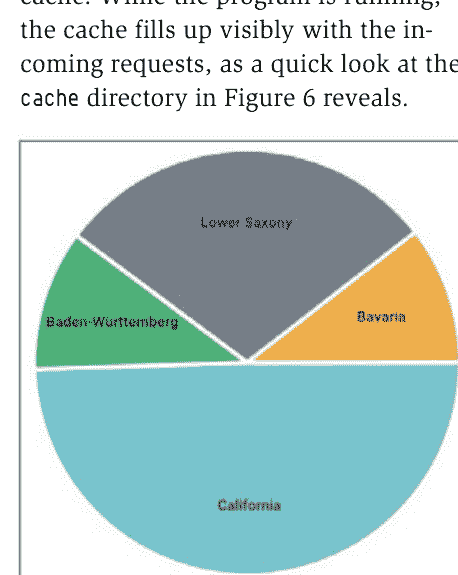 cache. While the program is running,
the cache fills up visibly with the in-
coming requests, as a quick look at the
cache directory in Figure 6 reveals.
Lower Saxony
Bavaria
Baden-Wurttemberg
California